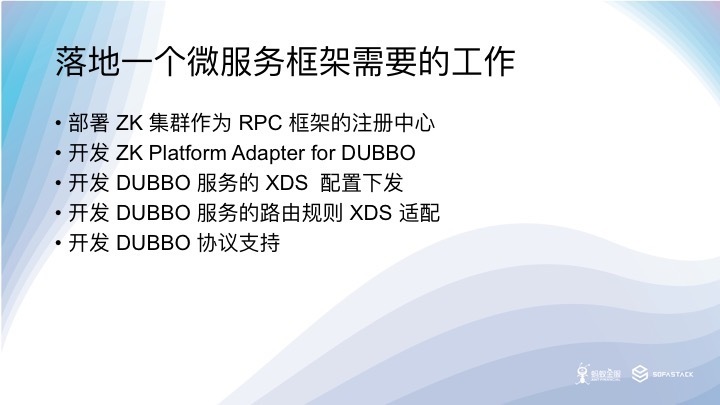 落地一个微服务框架需要的工作
• 部署 ZK 集群作为 RPC 框架的注册中心
• 开发 ZK Platform Adapter for DUBBO
• 开发 DUBBO 服务的 XDS  配置下发
• 开发 DUBBO 服务的路由规则 XDS 适配
• 开发 DUBBO 协议支持
蚂蚁金服
SOFASTACK